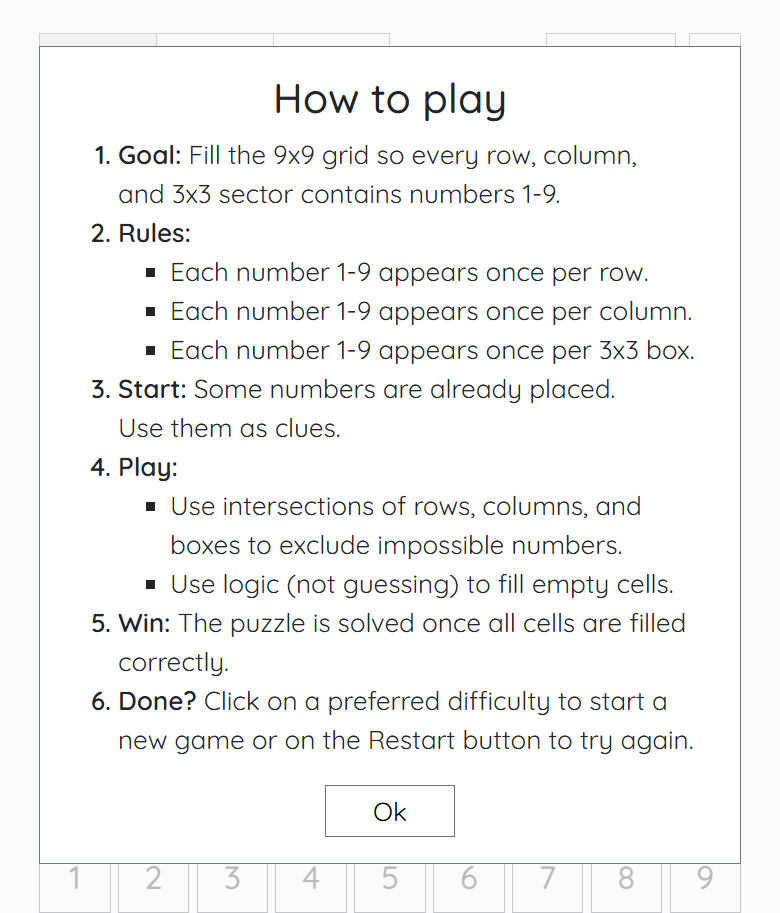 How to play
1. Goal: Fill the 9x9 grid so every row, column,
and 3x3 sector contains numbers 1-9.
2. Rules:
▪ Each number 1-9 appears once per row.
▪ Each number 1-9 appears once per column.
▪ Each number 1-9 appears once per 3x3 box.
3. Start: Some numbers are already placed.
Use them as clues.
4. Play:
▪ Use intersections of rows, columns, and
boxes to exclude impossible numbers.
▪ Use logic (not guessing) to fill empty cells.
5. Win: The puzzle is solved once all cells are filled
correctly.
6. Done? Click on a preferred difficulty to start a
new game or on the Restart button to try again.
Ok
1 2 3 4 5 6 7 8 9